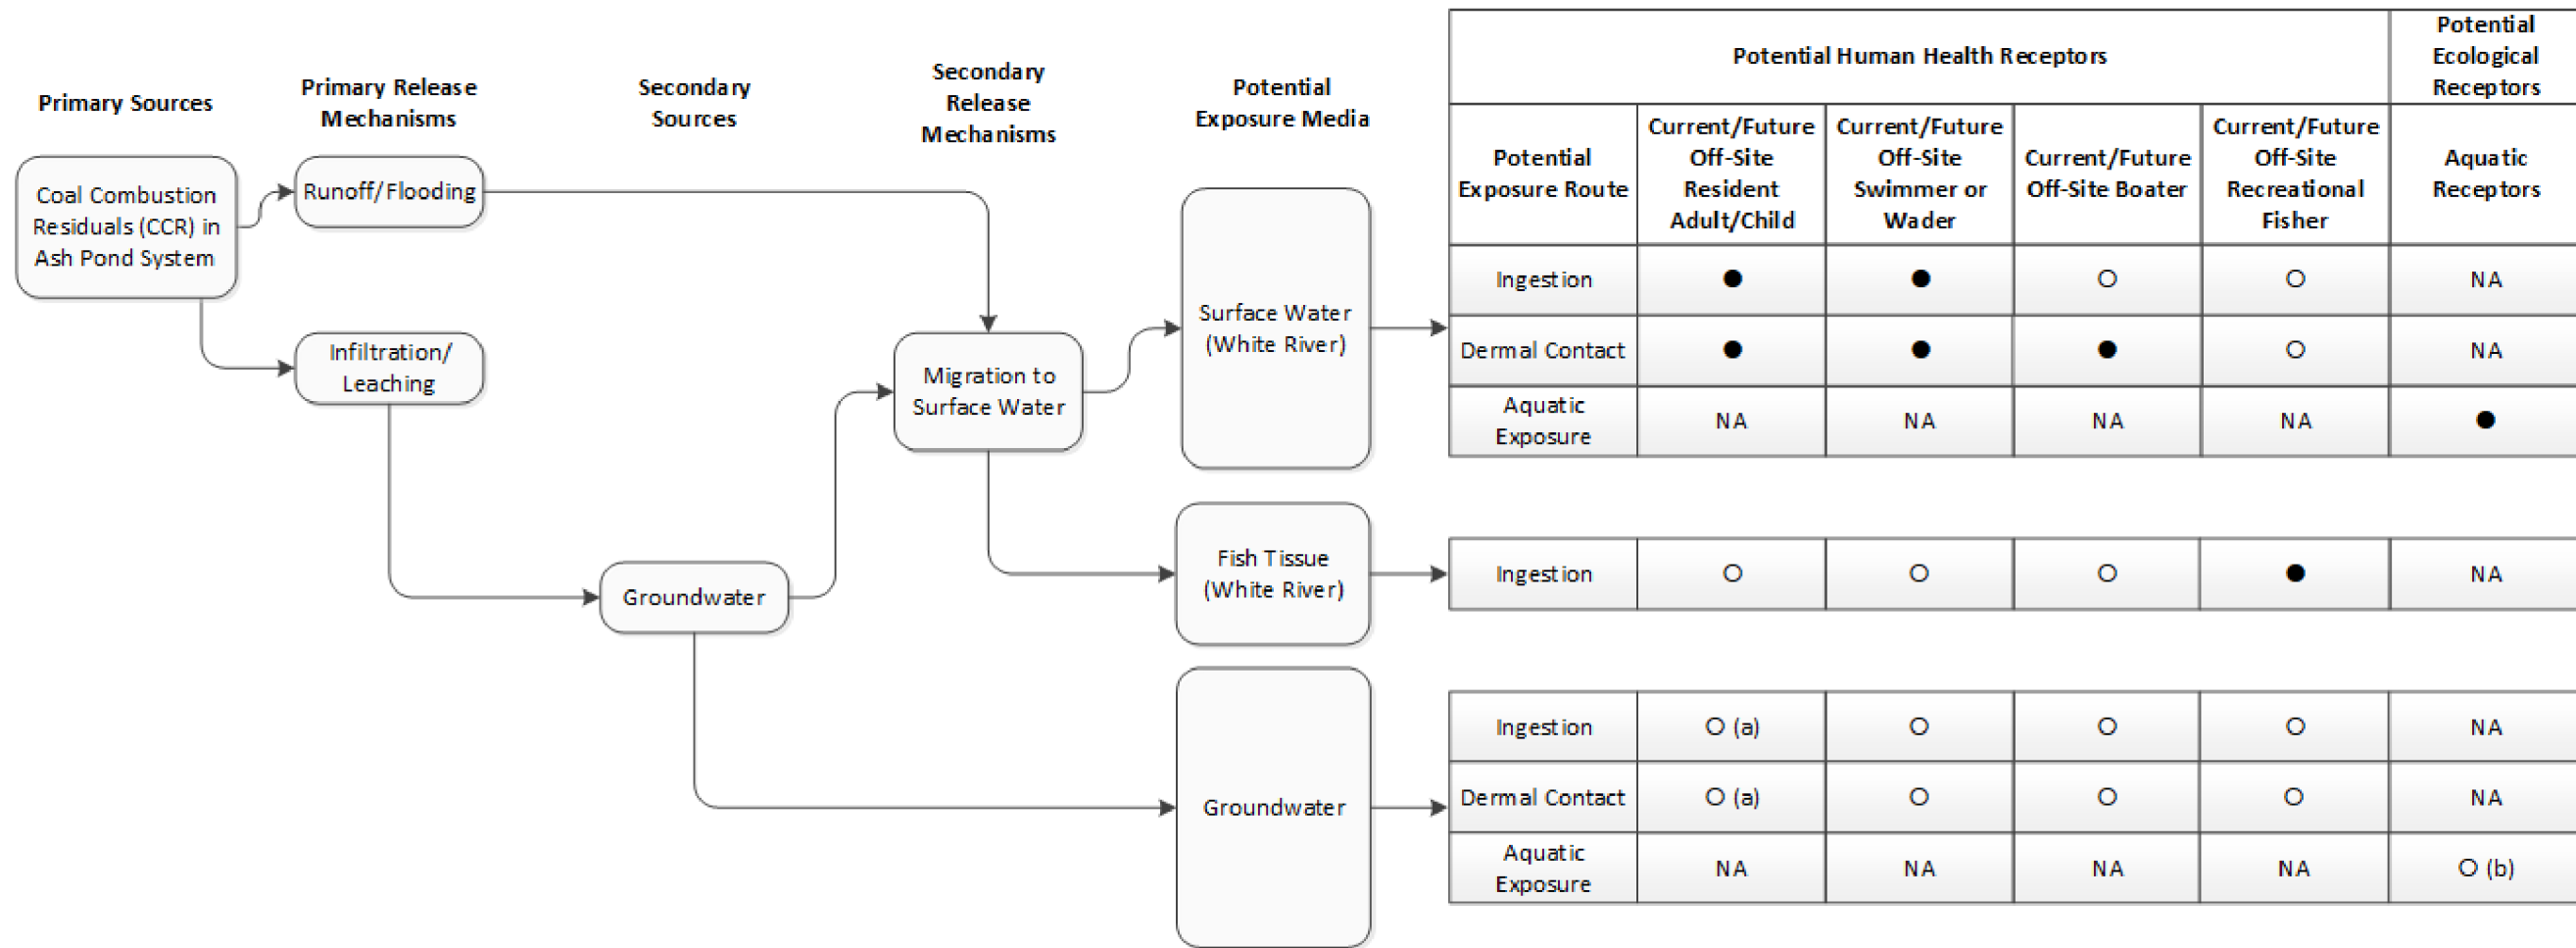 Primary Sources
Primary Release
Mechanisms
Secondary
Sources
Secondary
Release
Mechanisms
Potential
Exposure Media
Coal Combustion
Residuals (CCR) in
Ash Pond System
Runoff/Flooding
Infiltration/
Leaching
Groundwater
Migration to
Surface Water
Surface Water
(White River)
Fish Tissue
(White River)
Groundwater
Potential Human Health Receptors
Potential
Ecological
Receptors
Potential
Exposure Route
Current/Future
Off-Site
Resident
Adult/Child
Current/Future
Off-Site
Swimmer or
Wader
Current/Future
Off-Site Boater
Current/Future
Off-Site
Recreational
Fisher
Aquatic
Receptors
Ingestion ● ● ○ ○ NA
Dermal Contact ● ● ● ○ NA
Aquatic
Exposure
NA NA NA NA ●
Ingestion ○ ○ ○ ● NA
Ingestion ○ (a) ○ ○ ○ NA
Dermal Contact ○ (a) ○ ○ ○ NA
Aquatic
Exposure
NA NA NA NA ○ (b)